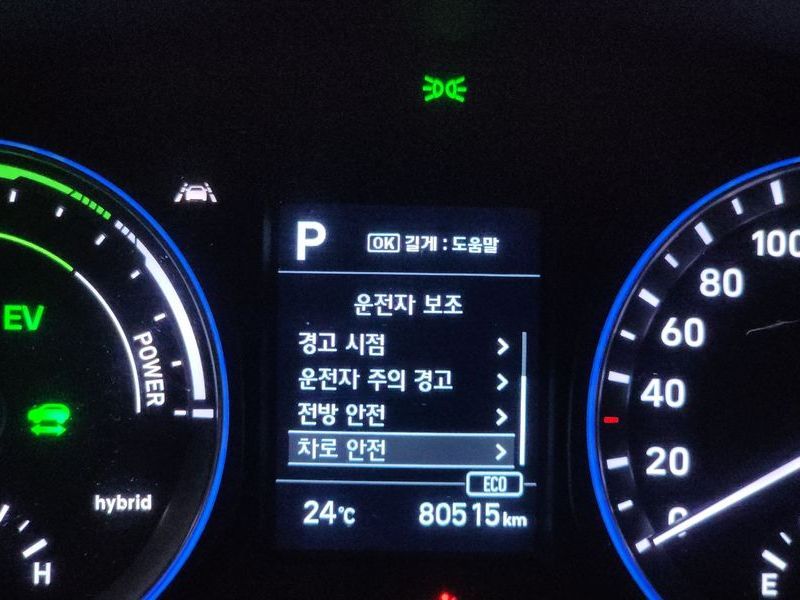 P OK 길게 : 도움말
운전자 보조
경고 시점
운전자 주의 경고
전방 안전
차로 안전
ECO
24℃ 80515km
EV
POWER
hybrid
H
100
80
60
40
20
0
E